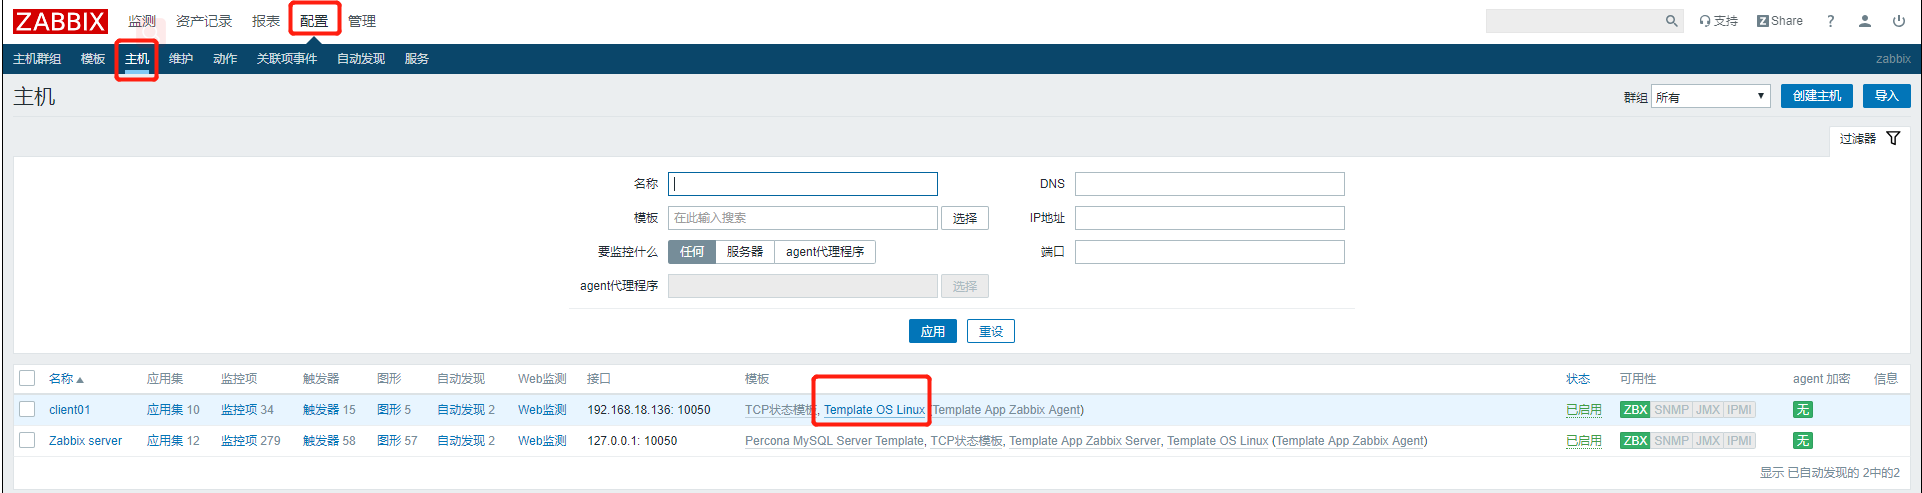 ZABBIX 监测 资产记录 报表 配置 管理 支持 Z Share ?
主机群组 模板 主机 维护 动作 关联项事件 自动发现 服务 zabbix
主机 群组 所有 创建主机 导入
过滤器
名称 DNS
模板 在此输入搜索 选择 IP地址
要监控什么 任何 服务器 agent代理程序 端口
agent代理程序 选择
应用 重设
名称 应用集 监控项 触发器 图形 自动发现 Web监测 接口 模板 状态 可用性 agent 加密 信息
client01 应用集 10 监控项 34 触发器 15 图形 5 自动发现 2 Web监测 192.168.18.136: 10050 TCP状态模板, Template OS Linux (Template App Zabbix Agent) 已启用 ZBX SNMP JMX IPMI 无
Zabbix server 应用集 12 监控项 279 触发器 58 图形 57 自动发现 2 Web监测 127.0.0.1: 10050 Percona MySQL Server Template, TCP状态模板, Template App Zabbix Server, Template OS Linux (Template App Zabbix Agent) 已启用 ZBX SNMP JMX IPMI 无
显示 已自动发现的 2中的2